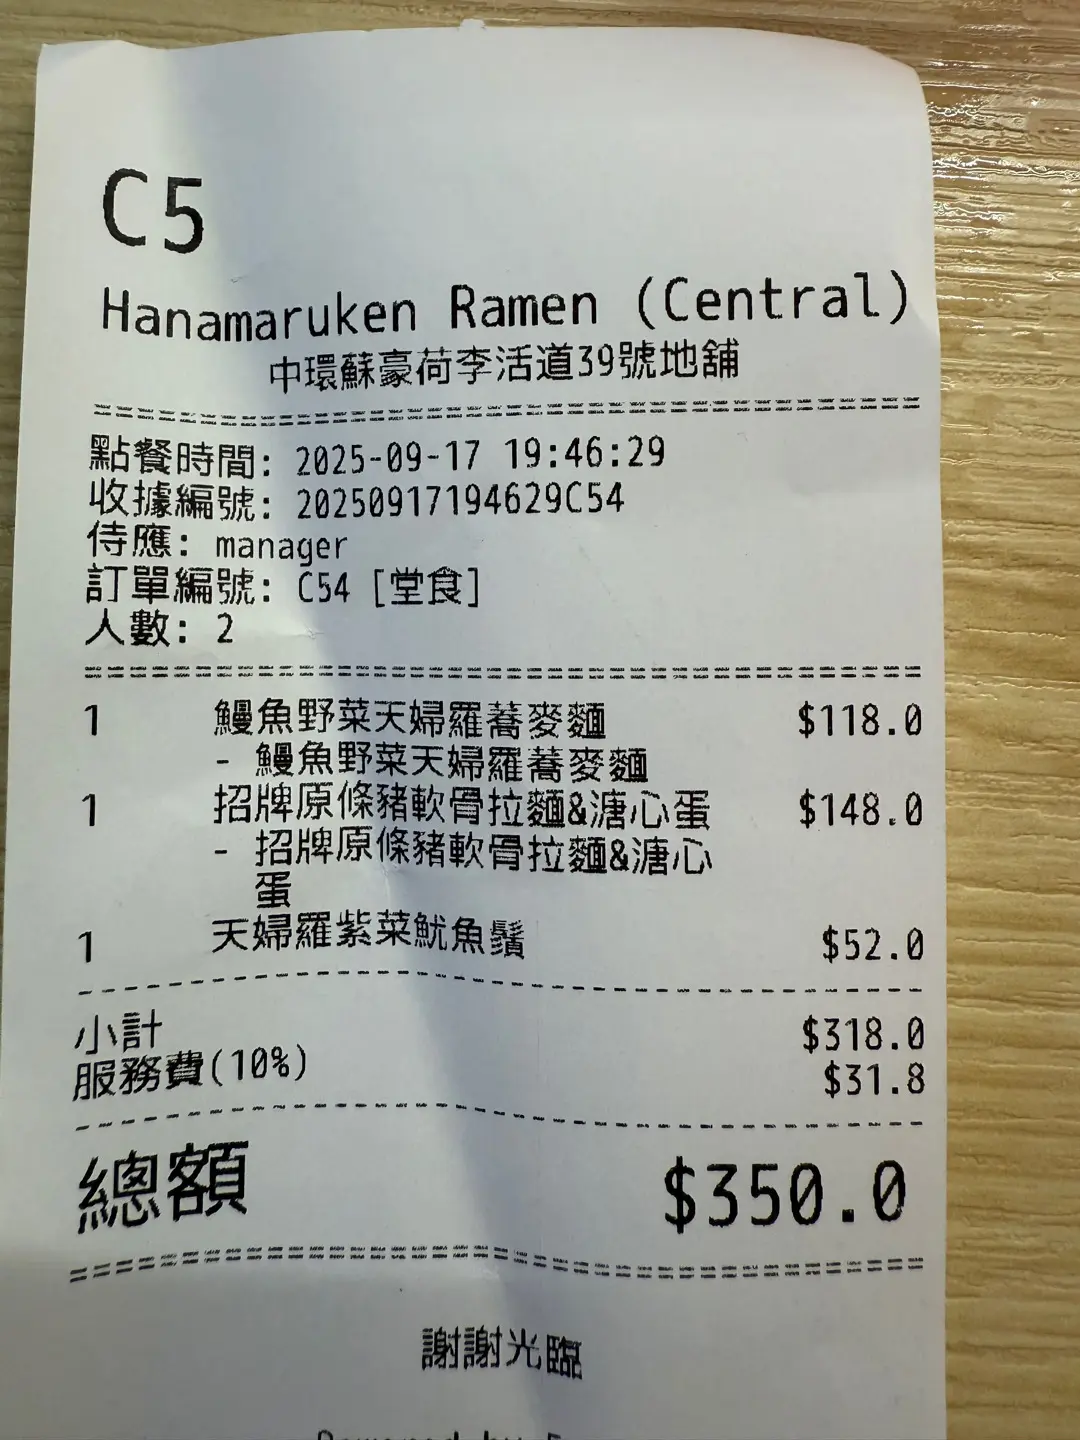 C5
Hanamaruken Ramen (Central)
中環蘇豪荷李活道39號地舖
點餐時間: 2025-09-17 19:46:29
收據編號: 20250917194629C54
侍應: manager
訂單編號: C54 [堂食]
人數: 2
1 鰻魚野菜天婦羅蕎麥麵 $118.0
- 鰻魚野菜天婦羅蕎麥麵
1 招牌原條豬軟骨拉麵&溏心蛋 $148.0
- 招牌原條豬軟骨拉麵&溏心
蛋
1 天婦羅紫菜魷魚鬚 $52.0
小計 $318.0
服務費(10%) $31.8
總額 $350.0
謝謝光臨
Powered by